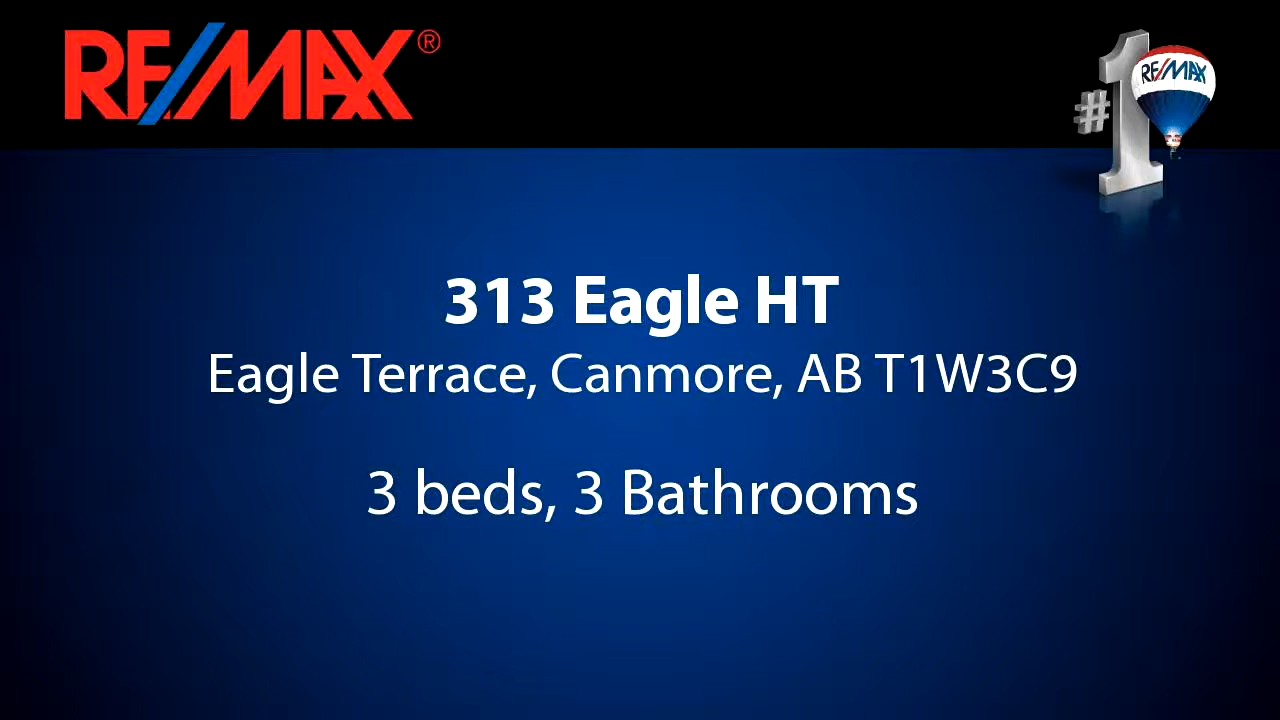 RE/MAX®
#1
RE/MAX
313 Eagle HT
Eagle Terrace, Canmore, AB T1W3C9
3 beds, 3 Bathrooms